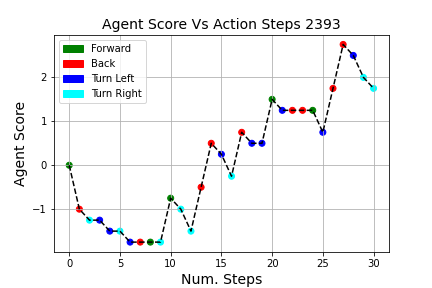 Agent Score Vs Action Steps 2393
Forward
Back
Turn Left
Turn Right
Agent Score
2
1
0
−1
0 5 10 15 20 25 30
Num. Steps